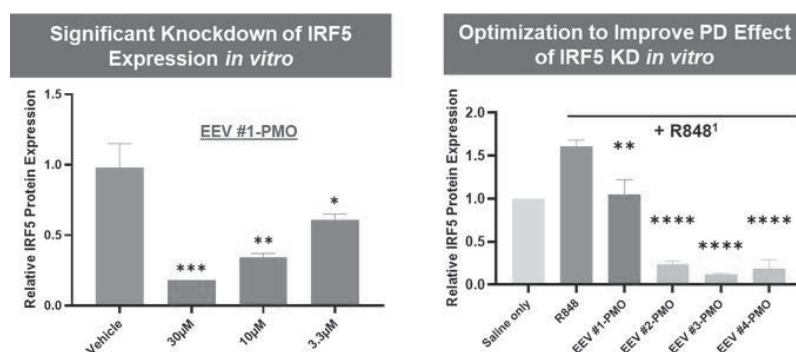 Significant Knockdown of IRF5
Expression in vitro
Relative IRF5 Protein Expression
1.5
1.0
0.5
0.0
EEV #1-PMO
***
**
*
Vehicle
30µM
10µM
3.3µM
Optimization to Improve PD Effect
of IRF5 KD in vitro
Relative IRF5 Protein Expression
2.0
1.5
1.0
0.5
0.0
+ R848¹
**
****
****
****
Saline only
R848
EEV #1-PMO
EEV #2-PMO
EEV #3-PMO
EEV #4-PMO